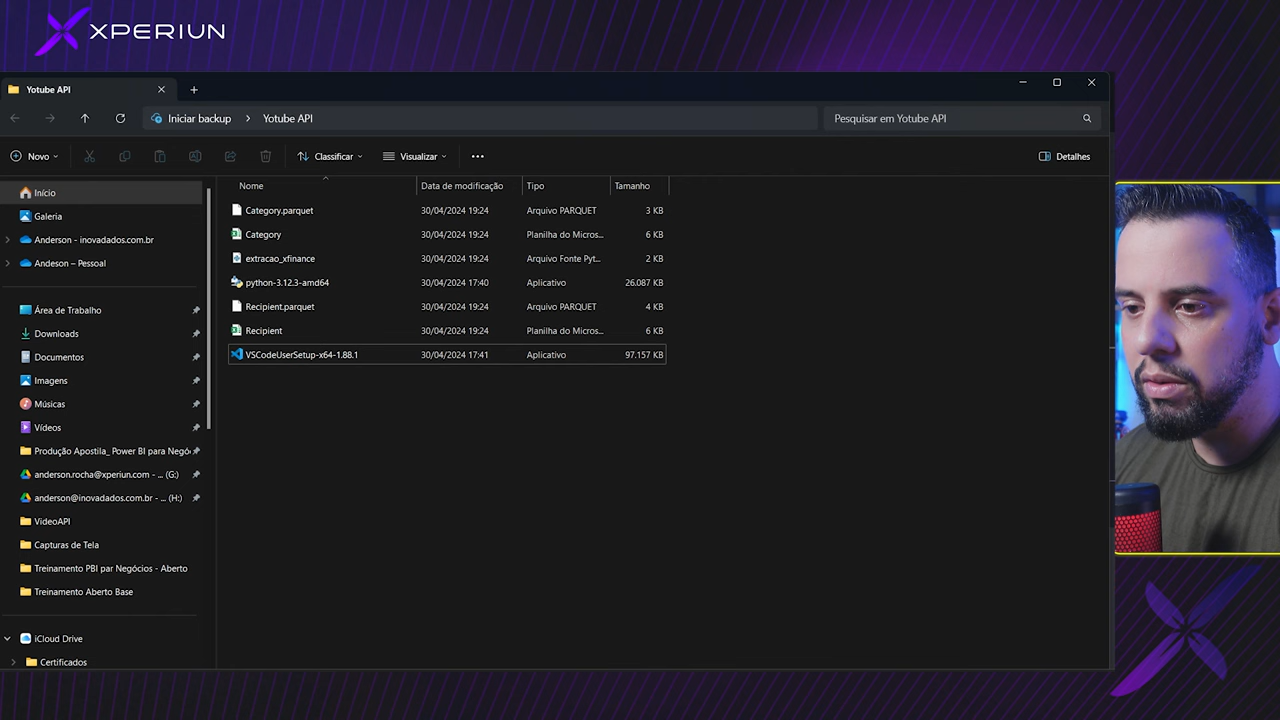 XPERIUN
Yotube API
Iniciar backup > Yotube API
Pesquisar em Yotube API
Novo
Classificar
Visualizar
Detalhes
Início
Galeria
Anderson - inovadados.com.br
Andeson – Pessoal
Área de Trabalho
Downloads
Documentos
Imagens
Músicas
Vídeos
Produção Apostila_ Power BI para Negó
anderson.rocha@xperiun.com - ... (G:)
anderson@inovadados.com.br - ... (H:)
VideoAPI
Capturas de Tela
Treinamento PBI par Negócios - Aberto
Treinamento Aberto Base
iCloud Drive
Certificados
Nome Data de modificação Tipo Tamanho
Category.parquet 30/04/2024 19:24 Arquivo PARQUET 3 KB
Category 30/04/2024 19:24 Planilha do Micros... 6 KB
extracao_xfinance 30/04/2024 19:24 Arquivo Fonte Pyt... 2 KB
python-3.12.3-amd64 30/04/2024 17:40 Aplicativo 26.087 KB
Recipient.parquet 30/04/2024 19:24 Arquivo PARQUET 4 KB
Recipient 30/04/2024 19:24 Planilha do Micros... 6 KB
VSCodeUserSetup-x64-1.88.1 30/04/2024 17:41 Aplicativo 97.157 KB